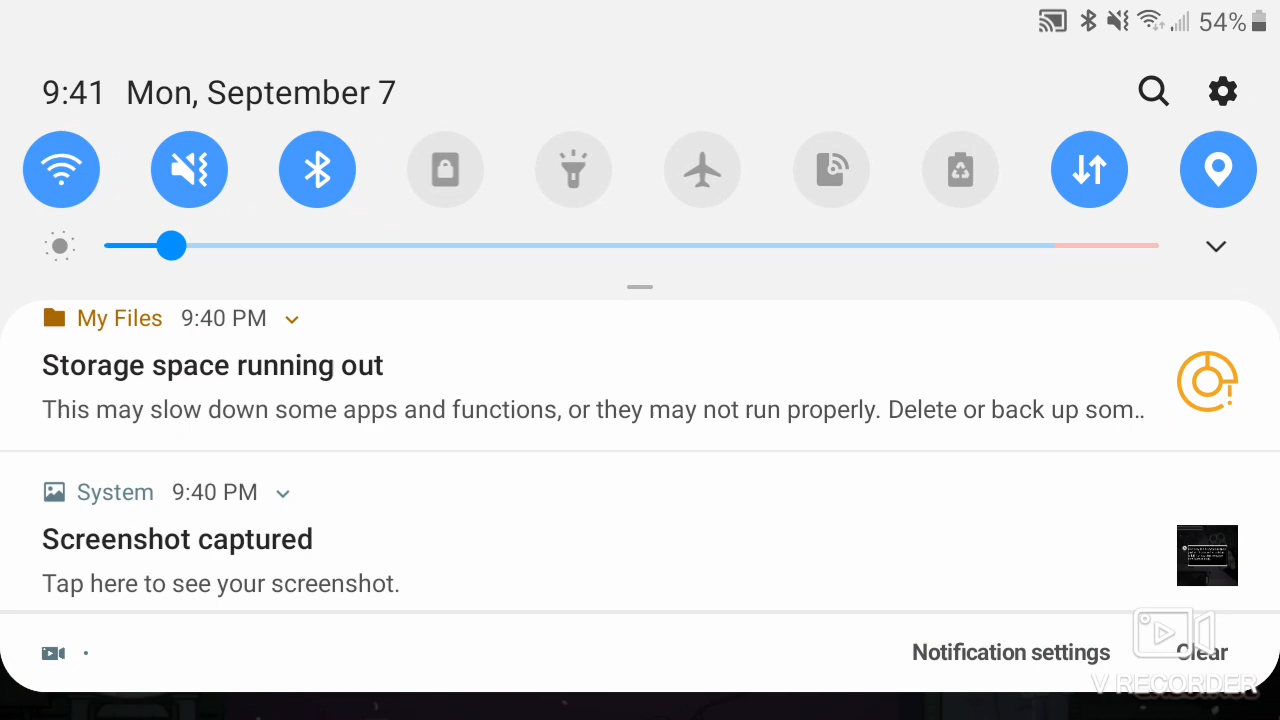 54%
9:41 Mon, September 7
My Files 9:40 PM
Storage space running out
This may slow down some apps and functions, or they may not run properly. Delete or back up som..
System 9:40 PM
Screenshot captured
Tap here to see your screenshot.
Notification settings Clear
V RECORDER